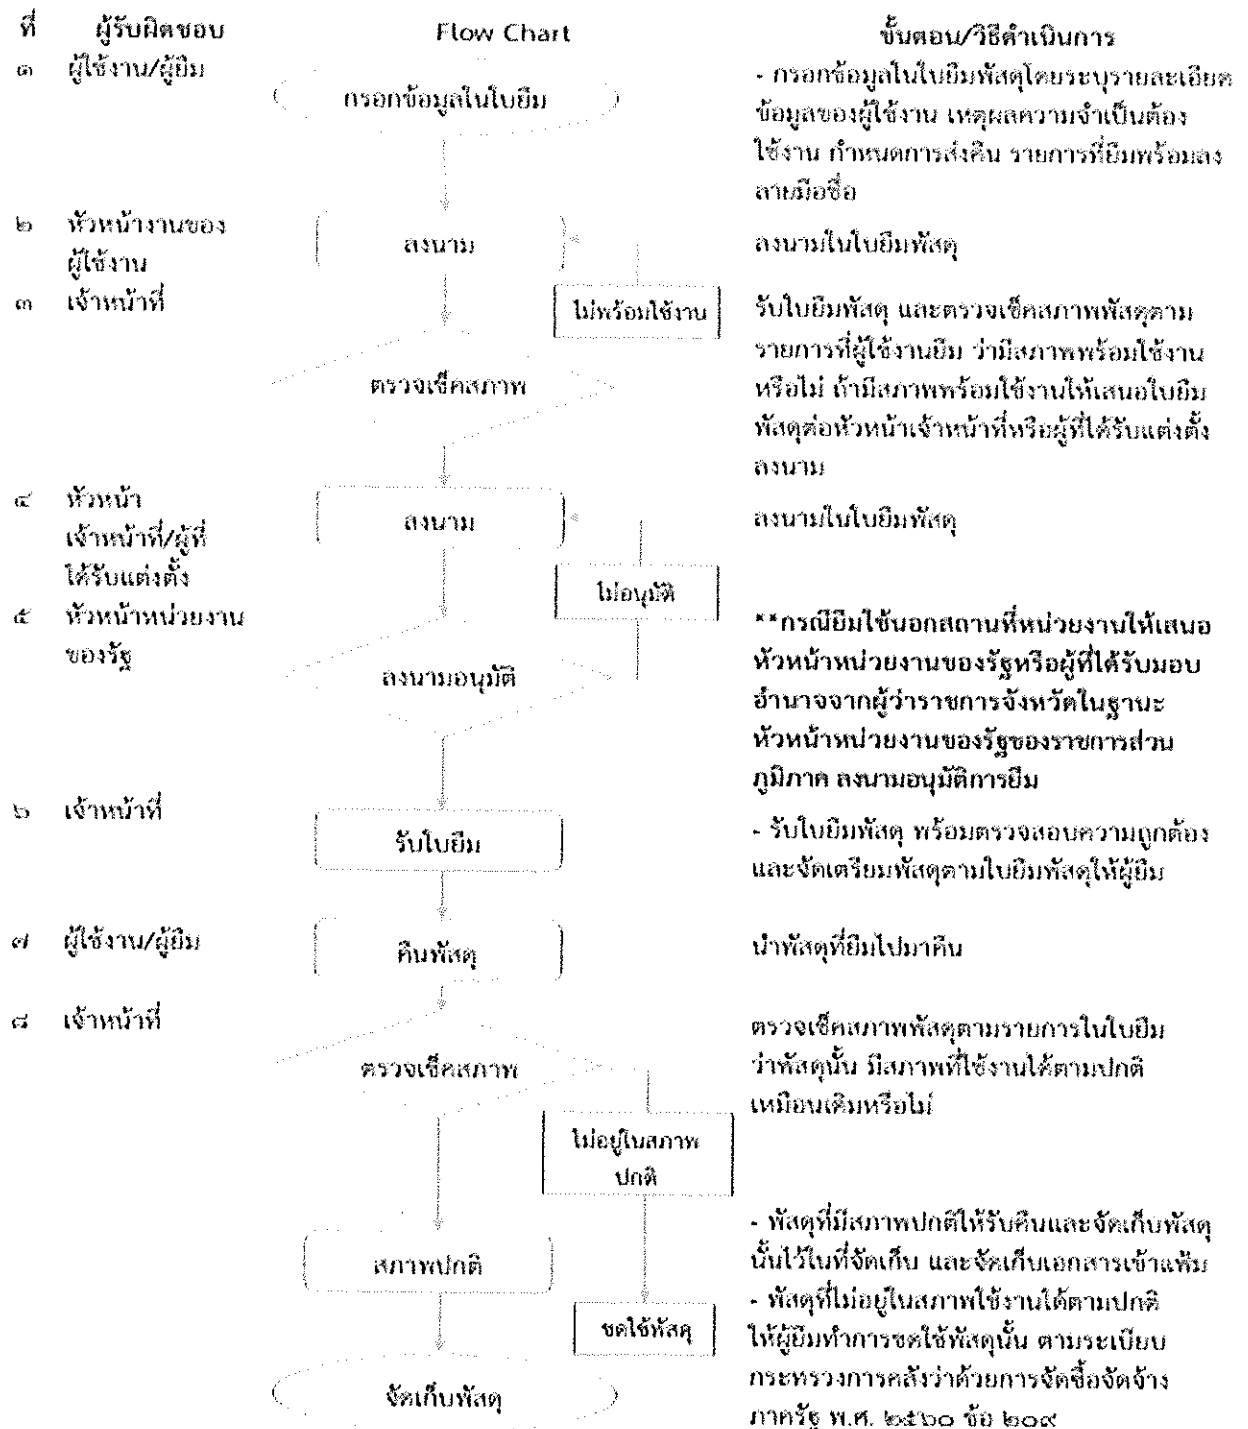 ที่ ผู้รับผิดชอบ Flow Chart ขั้นตอน/วิธีดำเนินการ
๑ ผู้ใช้งาน/ผู้ยืม
กรอกข้อมูลในใบยืม
- กรอกข้อมูลในใบยืมพัสดุโดยระบุรายละเอียด
ข้อมูลของผู้ใช้งาน เหตุผลความจำเป็นต้อง
ใช้งาน กำหนดการส่งคืน รายการที่ยืมพร้อมลง
ลายมือชื่อ
๒ หัวหน้างานของ
ผู้ใช้งาน
ลงนาม
ลงนามในใบยืมพัสดุ
๓ เจ้าหน้าที่
ไม่พร้อมใช้งาน
ตรวจเช็คสภาพ
รับใบยืมพัสดุ และตรวจเช็คสภาพพัสดุตาม
รายการที่ผู้ใช้งานยืม ว่ามีสภาพพร้อมใช้งาน
หรือไม่ ถ้ามีสภาพพร้อมใช้งานให้เสนอใบยืม
พัสดุต่อหัวหน้าเจ้าหน้าที่หรือผู้ที่ได้รับแต่งตั้ง
ลงนาม
๔ หัวหน้า
เจ้าหน้าที่/ผู้ที่
ได้รับแต่งตั้ง
ลงนาม
ลงนามในใบยืมพัสดุ
ไม่อนุมัติ
๕ หัวหน้าหน่วยงาน
ของรัฐ
ลงนามอนุมัติ
**กรณียืมใช้นอกสถานที่หน่วยงานให้เสนอ
หัวหน้าหน่วยงานของรัฐหรือผู้ที่ได้รับมอบ
อำนาจจากผู้ว่าราชการจังหวัดในฐานะ
หัวหน้าหน่วยงานของรัฐของราชการส่วน
ภูมิภาค ลงนามอนุมัติการยืม
๖ เจ้าหน้าที่
รับใบยืม
- รับใบยืมพัสดุ พร้อมตรวจสอบความถูกต้อง
และจัดเตรียมพัสดุตามใบยืมพัสดุให้ผู้ยืม
๗ ผู้ใช้งาน/ผู้ยืม
คืนพัสดุ
นำพัสดุที่ยืมไปมาคืน
๘ เจ้าหน้าที่
ตรวจเช็คสภาพ
ตรวจเช็คสภาพพัสดุตามรายการในใบยืม
ว่าพัสดุนั้น มีสภาพที่ใช้งานได้ตามปกติ
เหมือนเดิมหรือไม่
ไม่อยู่ในสภาพ
ปกติ
สภาพปกติ
- พัสดุที่มีสภาพปกติให้รับคืนและจัดเก็บพัสดุ
นั้นไว้ในที่จัดเก็บ และจัดเก็บเอกสารเข้าแฟ้ม
ชดใช้พัสดุ
- พัสดุที่ไม่อยู่ในสภาพใช้งานได้ตามปกติ
ให้ผู้ยืมทำการชดใช้พัสดุนั้น ตามระเบียบ
กระทรวงการคลังว่าด้วยการจัดซื้อจัดจ้าง
ภาครัฐ พ.ศ. ๒๕๖๐ ข้อ ๒๐๙
จัดเก็บพัสดุ